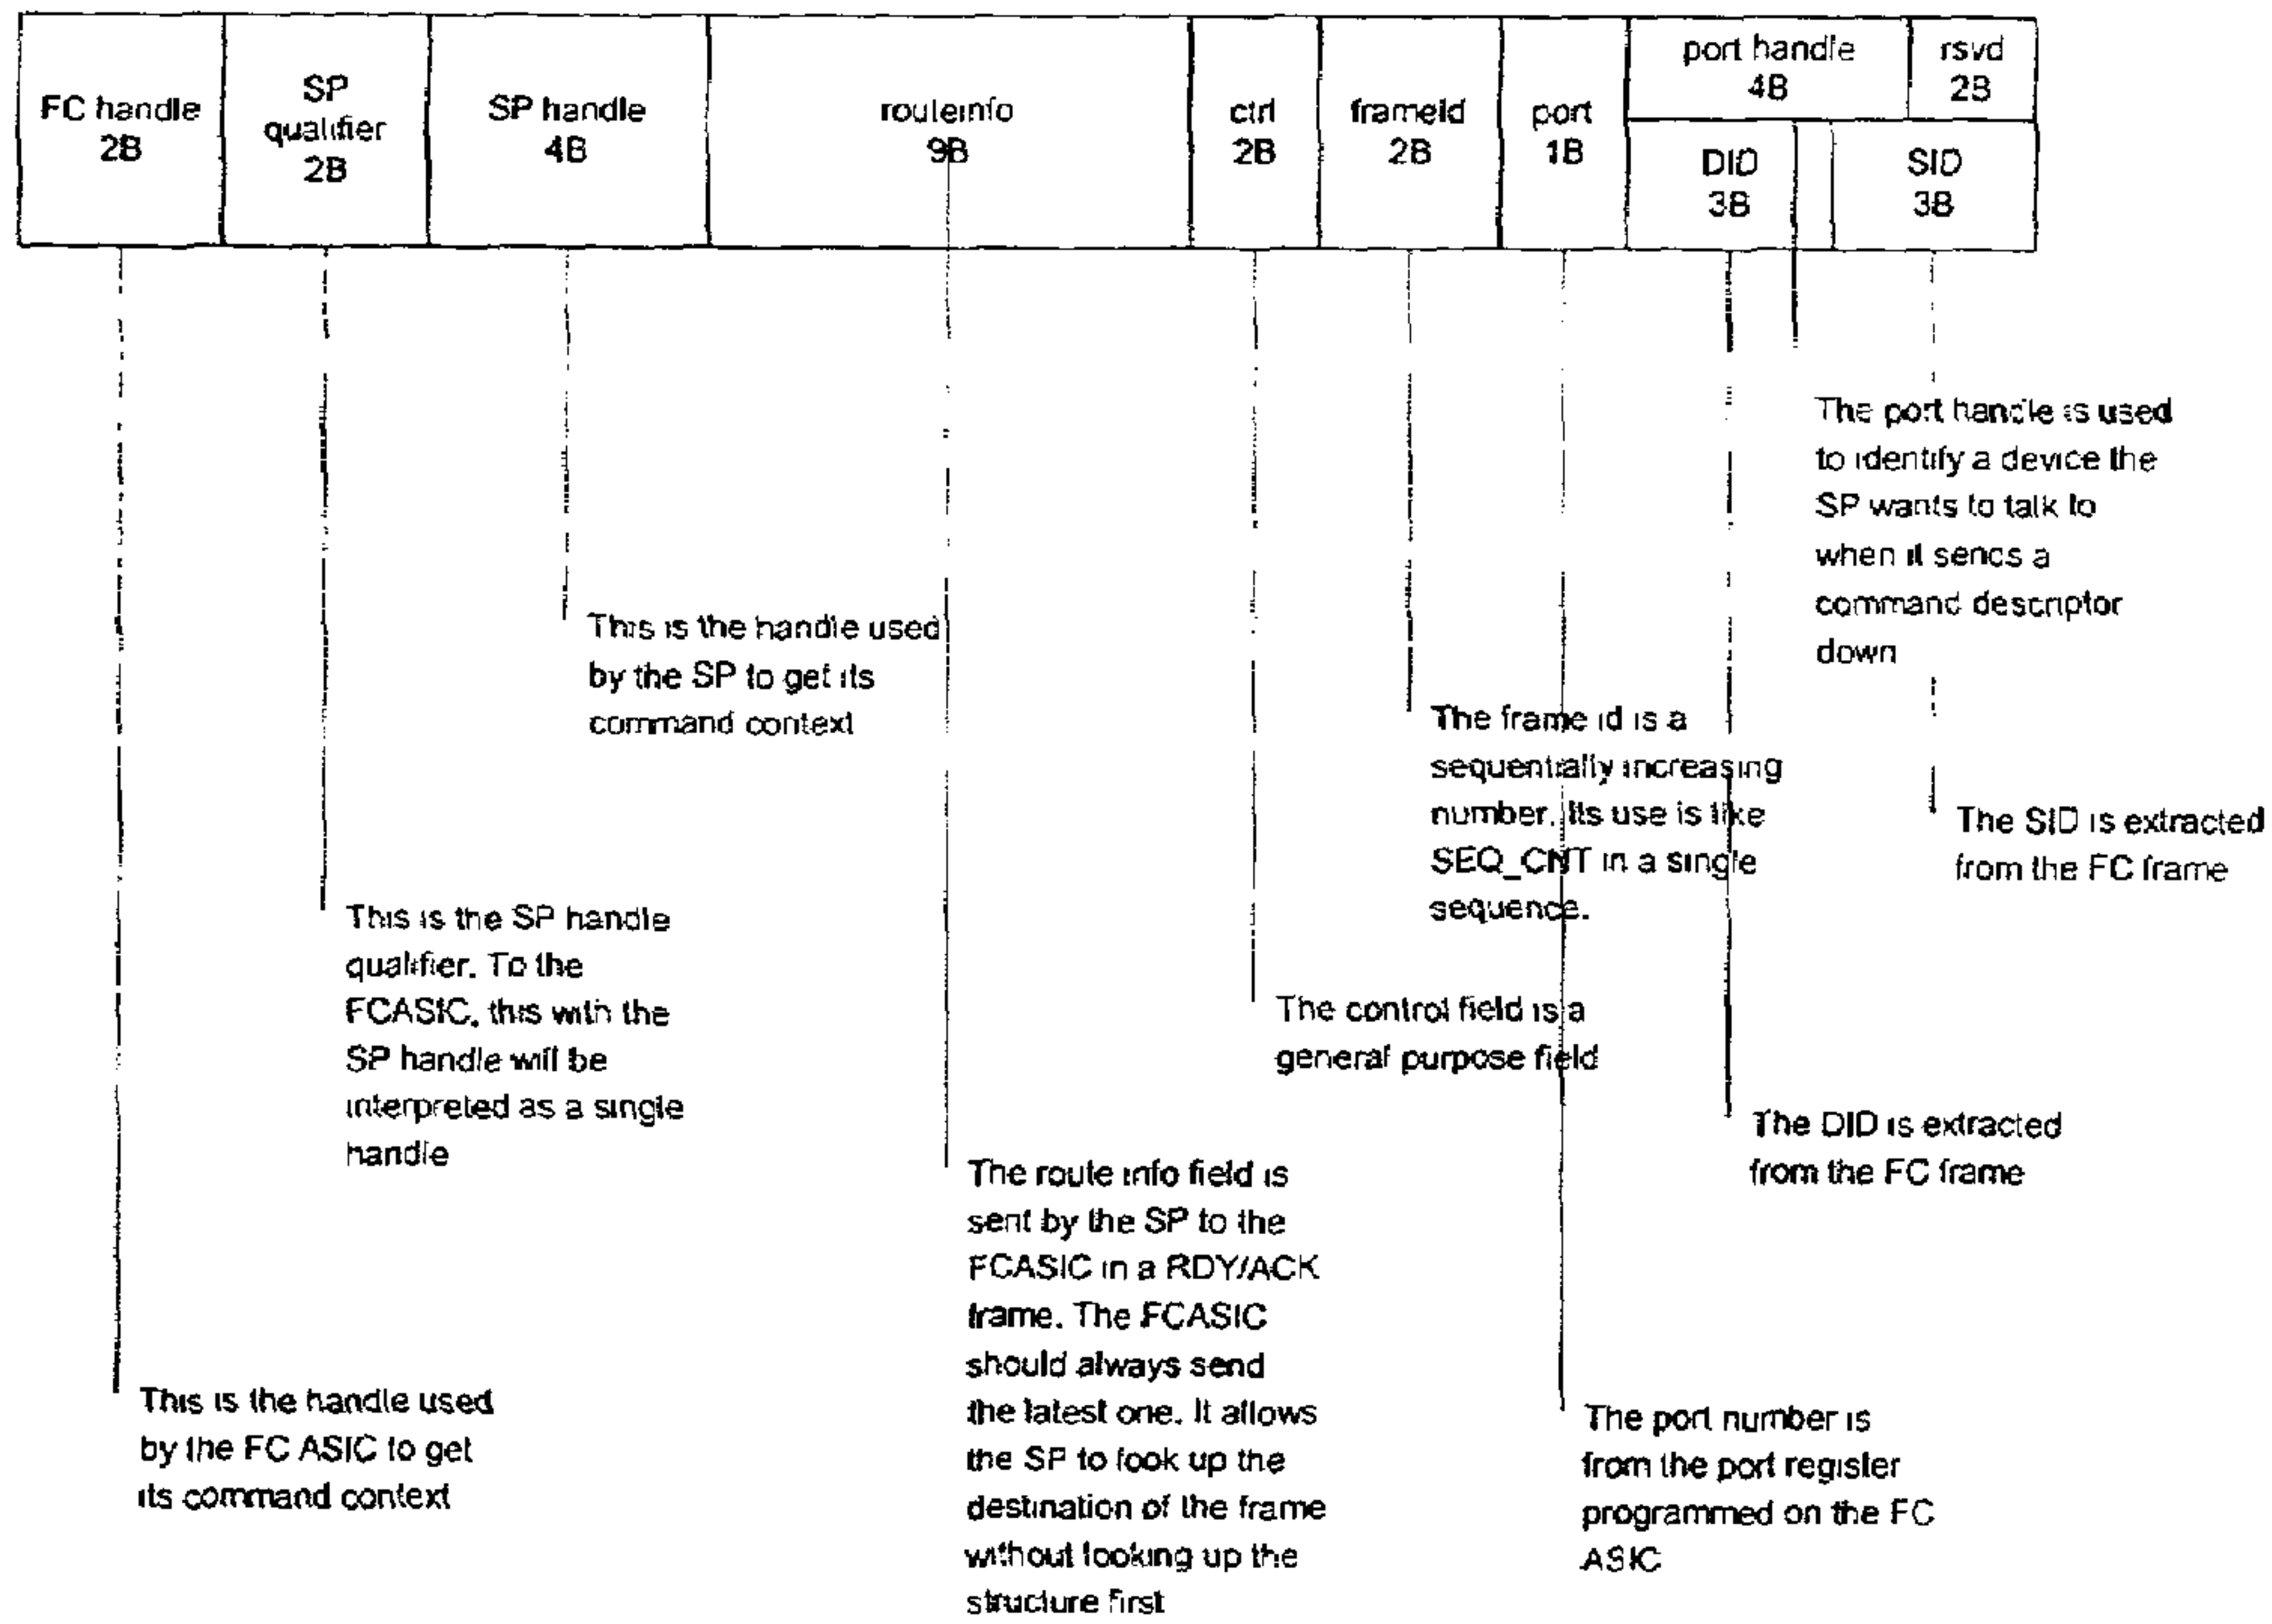 FC handle
2B
SP
qualifier
2B
SP handle
4B
routeinfo
9B
ctrl
2B
frameId
2B
port
1B
port handle
4B
rsvd
2B
DID
3B
SID
3B
The port handle is used
to identify a device the
SP wants to talk to
when it sends a
command descriptor
down
This is the handle used
by the SP to get its
command context
The frame id is a
sequentially increasing
number. Its use is like
SEQ_CNT in a single
sequence.
The SID is extracted
from the FC frame
This is the SP handle
qualifier. To the
FCASIC, this with the
SP handle will be
interpreted as a single
handle
The control field is a
general purpose field
The DID is extracted
from the FC frame
The route info field is
sent by the SP to the
FCASIC in a RDY/ACK
frame. The FCASIC
should always send
the latest one. It allows
the SP to look up the
destination of the frame
without looking up the
structure first
This is the handle used
by the FC ASIC to get
its command context
The port number is
from the port register
programmed on the FC
ASIC